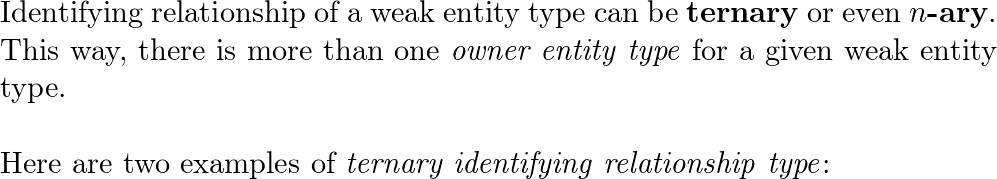 Identifying relationship of a weak entity type can be ternary or even n-ary.
This way, there is more than one owner entity type for a given weak entity
type.
Here are two examples of ternary identifying relationship type: